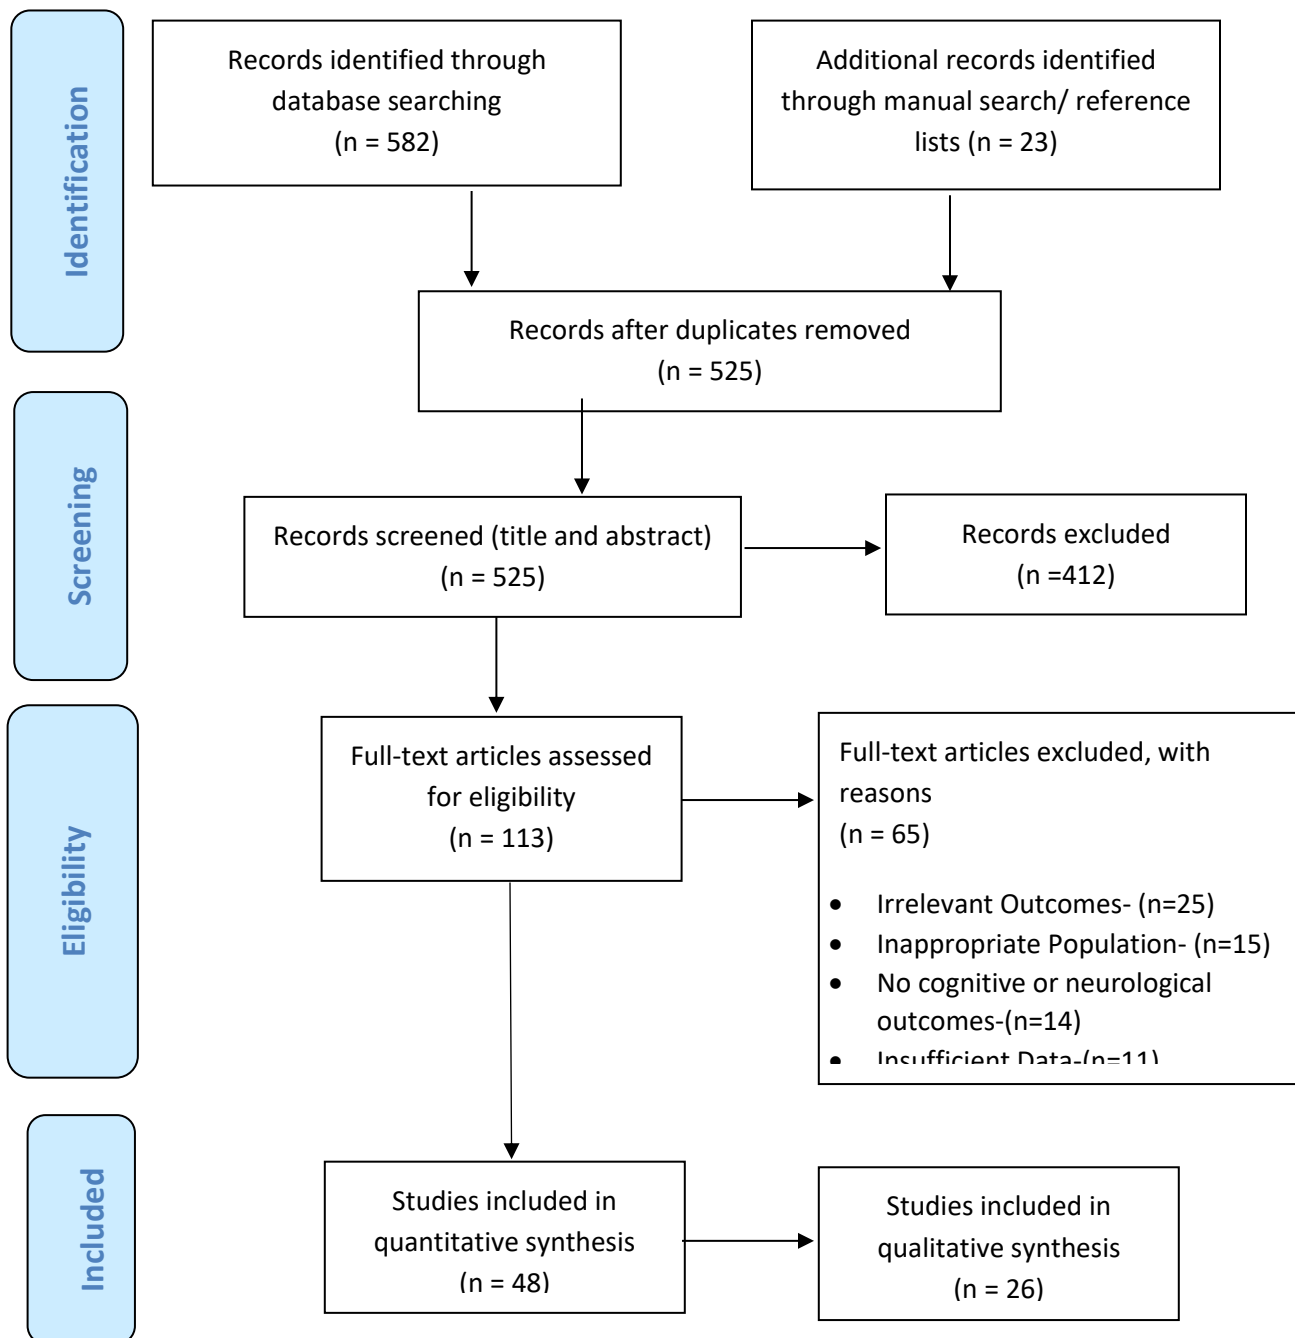 Identification
Records identified through
database searching
(n = 582)
Additional records identified
through manual search/ reference
lists (n = 23)
Records after duplicates removed
(n = 525)
Screening
Records screened (title and abstract)
(n = 525)
Records excluded
(n =412)
Eligibility
Full-text articles assessed
for eligibility
(n = 113)
Full-text articles excluded, with
reasons
(n = 65)
• Irrelevant Outcomes- (n=25)
• Inappropriate Population- (n=15)
• No cognitive or neurological
outcomes-(n=14)
• Insufficient Data-(n=11)
Included
Studies included in
quantitative synthesis
(n = 48)
Studies included in
qualitative synthesis
(n = 26)